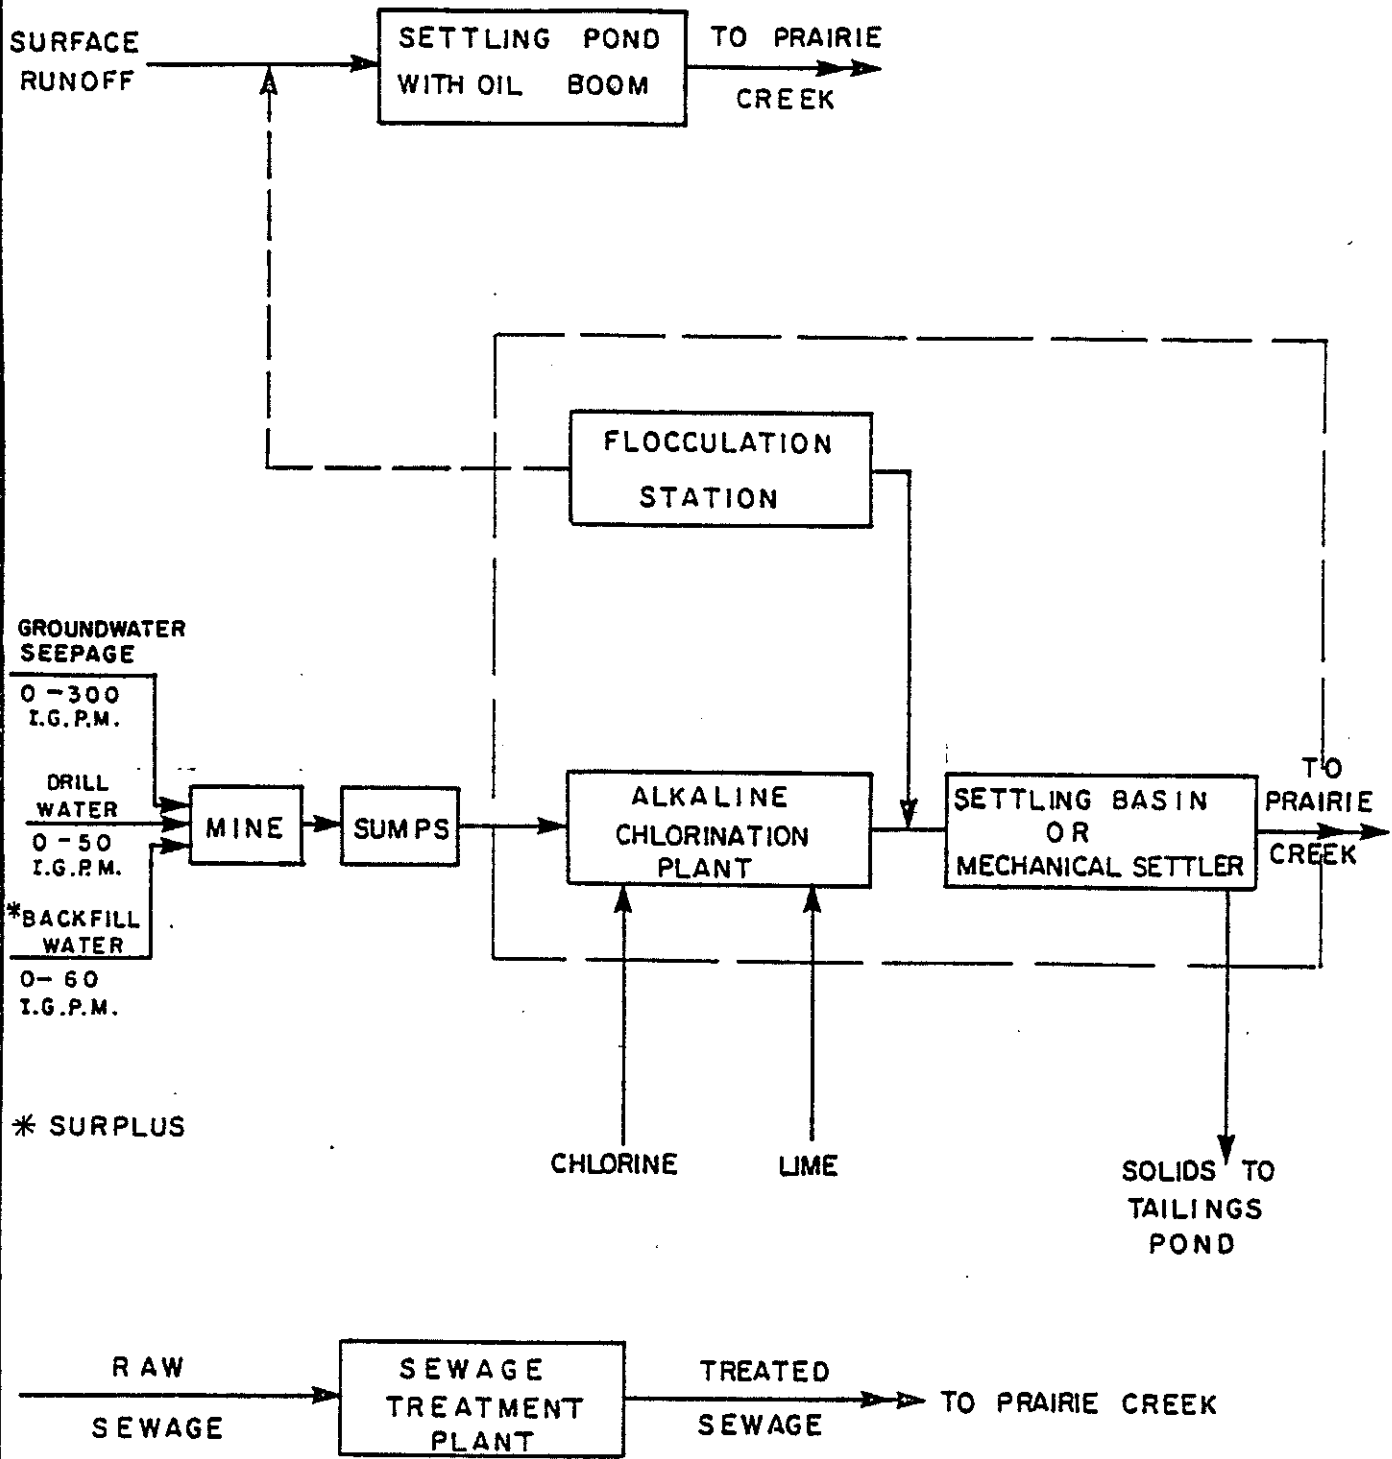 SURFACE
RUNOFF
SETTLING POND
WITH OIL BOOM
TO PRAIRIE
CREEK
FLOCCULATION
STATION
GROUNDWATER
SEEPAGE
0-300
I.G.P.M.
DRILL
WATER
0-50
I.G.P.M.
*BACKFILL
WATER
0-60
I.G.P.M.
MINE
SUMPS
ALKALINE
CHLORINATION
PLANT
SETTLING BASIN
OR
MECHANICAL SETTLER
TO
PRAIRIE
CREEK
* SURPLUS
CHLORINE
LIME
SOLIDS TO
TAILINGS
POND
RAW
SEWAGE
SEWAGE
TREATMENT
PLANT
TREATED
SEWAGE
TO PRAIRIE CREEK